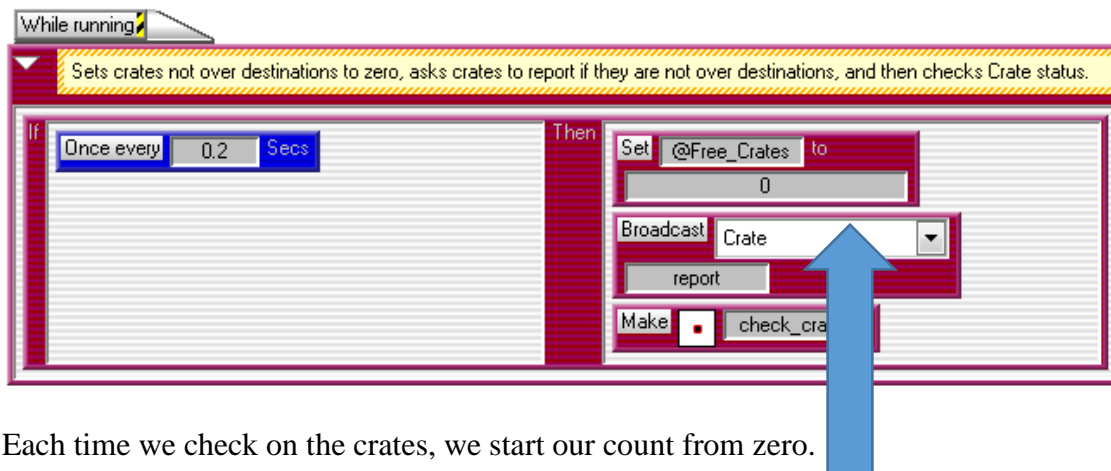 While running
Sets crates not over destinations to zero, asks crates to report if they are not over destinations, and then checks Crate status.
If
Once every 0.2 Secs
Then
Set @Free_Crates to
0
Broadcast Crate
report
Make
Each time we check on the crates, we start our count from zero.